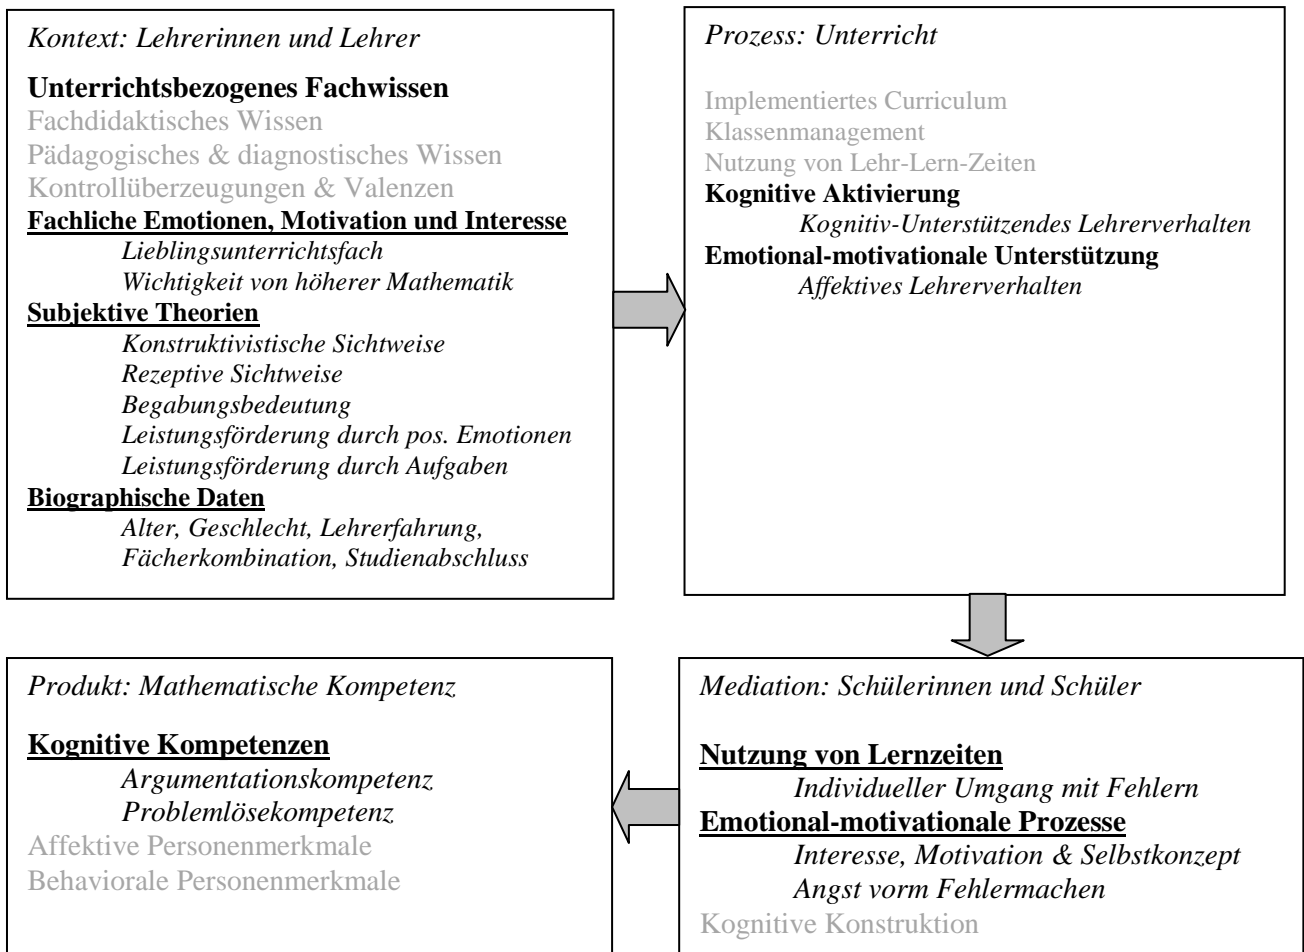 Kontext: Lehrerinnen und Lehrer
Unterrichtsbezogenes Fachwissen
Fachdidaktisches Wissen
Pädagogisches & diagnostisches Wissen
Kontrollüberzeugungen & Valenzen
Fachliche Emotionen, Motivation und Interesse
Lieblingsunterrichtsfach
Wichtigkeit von höherer Mathematik
Subjektive Theorien
Konstruktivistische Sichtweise
Rezeptive Sichtweise
Begabungsbedeutung
Leistungsförderung durch pos. Emotionen
Leistungsförderung durch Aufgaben
Biographische Daten
Alter, Geschlecht, Lehrerfahrung,
Fächerkombination, Studienabschluss
Prozess: Unterricht
Implementiertes Curriculum
Klassenmanagement
Nutzung von Lehr-Lern-Zeiten
Kognitive Aktivierung
Kognitiv-Unterstützendes Lehrerverhalten
Emotional-motivationale Unterstützung
Affektives Lehrerverhalten
Produkt: Mathematische Kompetenz
Kognitive Kompetenzen
Argumentationskompetenz
Problemlösekompetenz
Affektive Personenmerkmale
Behaviorale Personenmerkmale
Mediation: Schülerinnen und Schüler
Nutzung von Lernzeiten
Individueller Umgang mit Fehlern
Emotional-motivationale Prozesse
Interesse, Motivation & Selbstkonzept
Angst vorm Fehlermachen
Kognitive Konstruktion